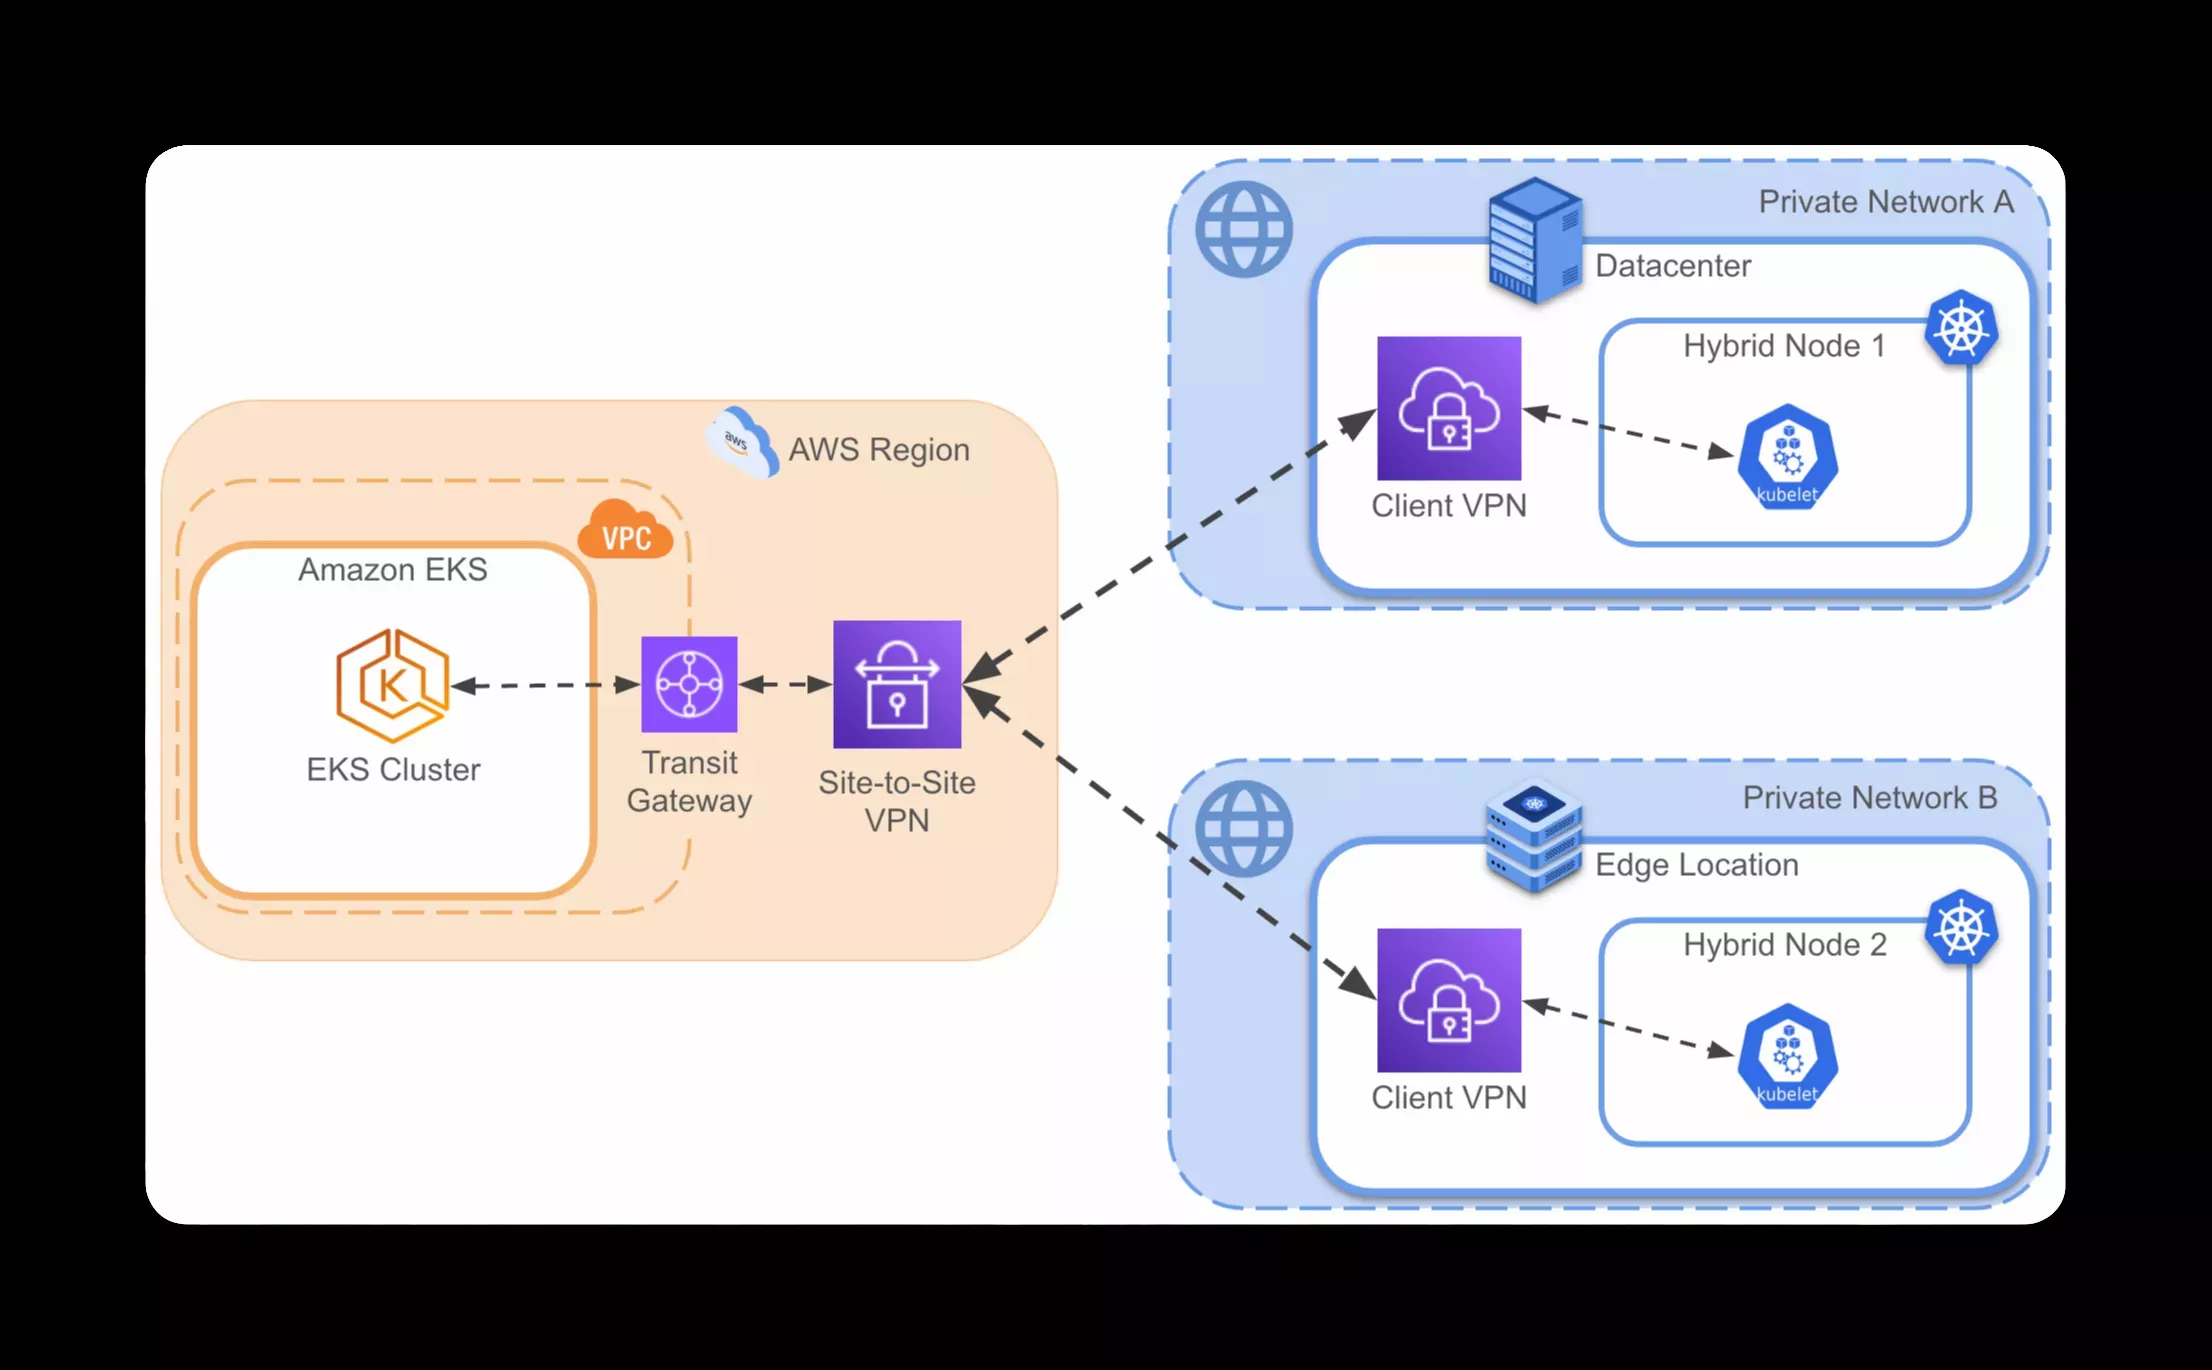 aws
AWS Region
VPC
Amazon EKS
EKS Cluster
Transit
Gateway
Site-to-Site
VPN
Private Network A
Datacenter
Hybrid Node 1
Client VPN
kubelet
Private Network B
Edge Location
Hybrid Node 2
Client VPN
kubelet